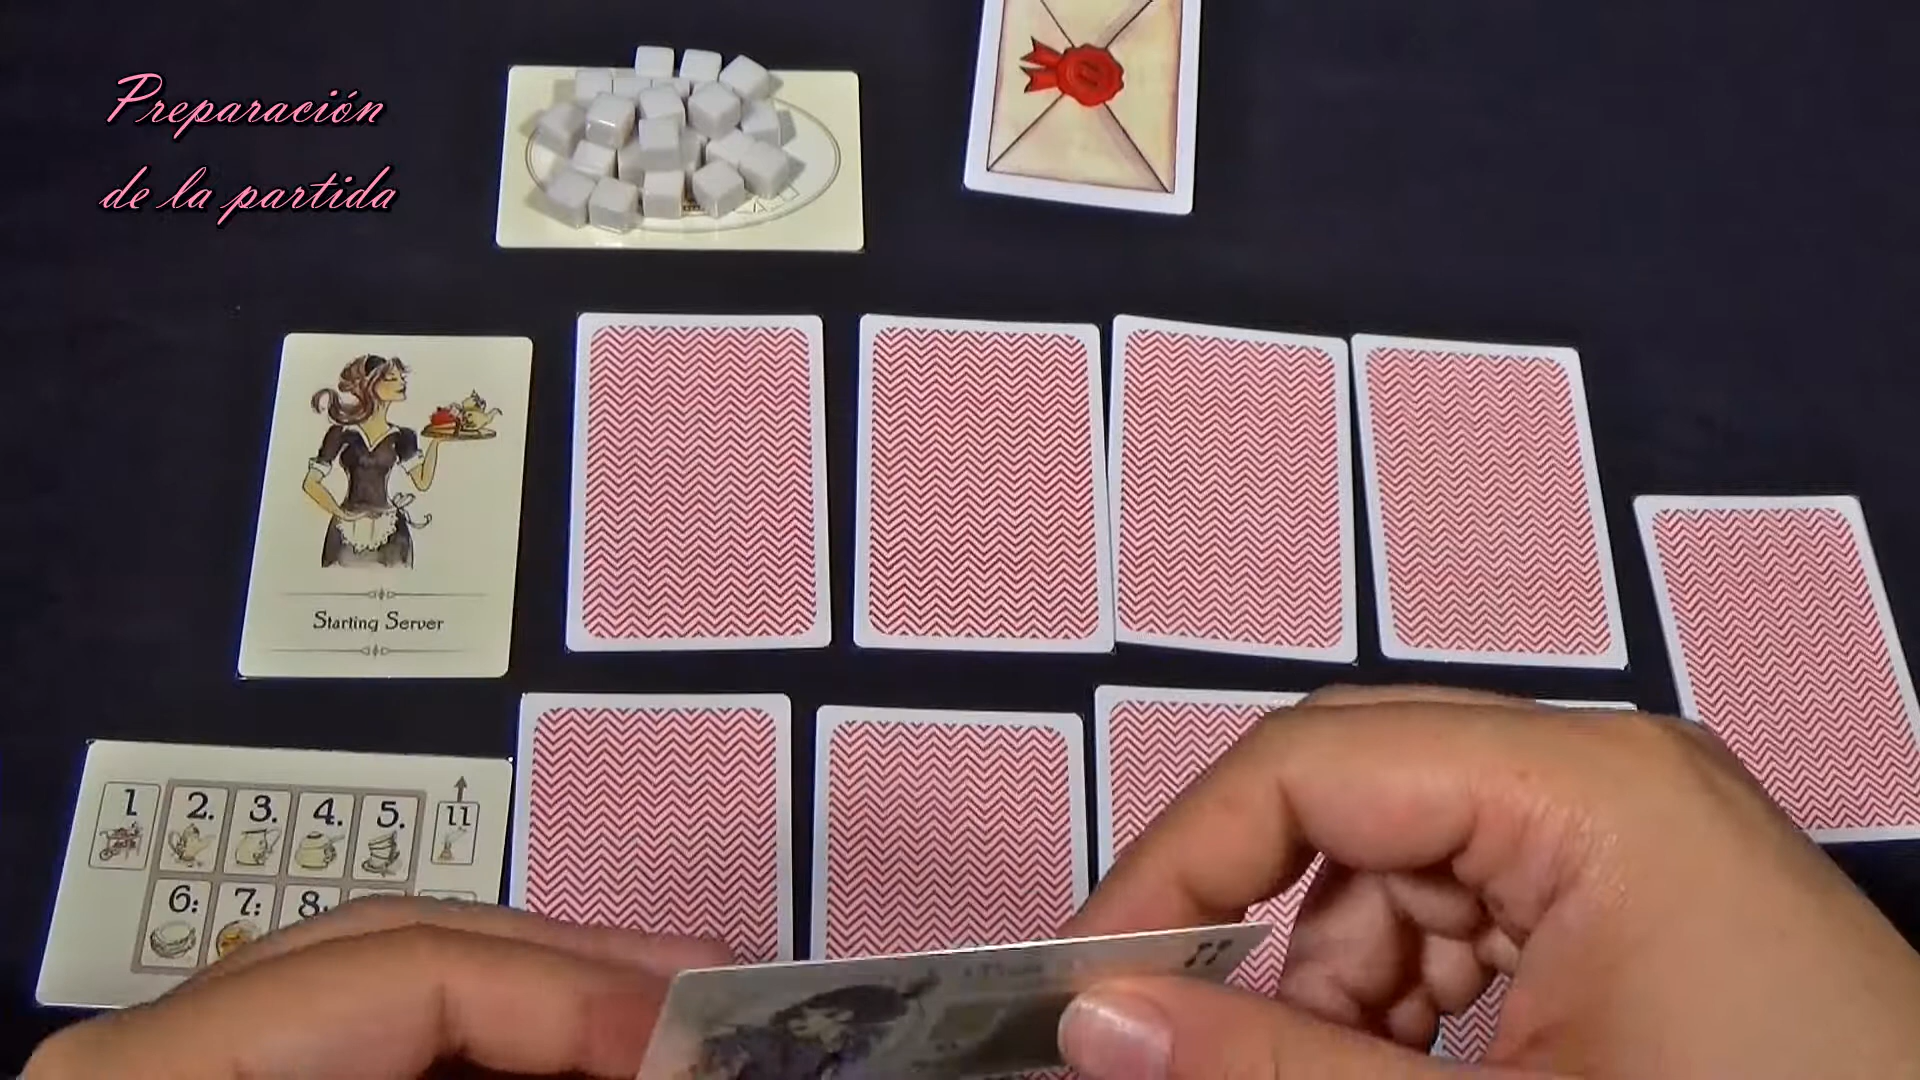 Preparación
de la partida
Starting Server
1 2. 3. 4. 5. 11
6: 7: 8: